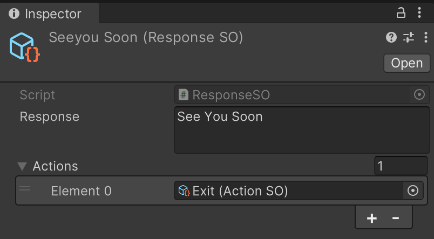 Inspector
Seeyou Soon (Response SO)
Open
Script ResponseSO
Response See You Soon
Actions 1
Element 0 Exit (Action SO)
+ -